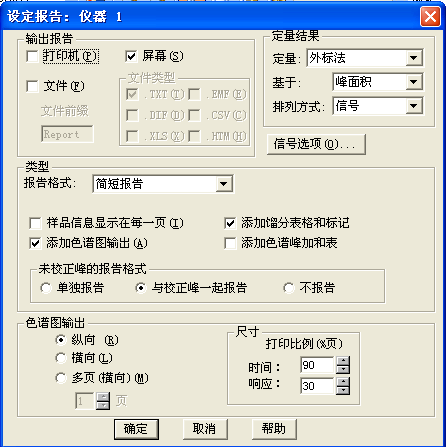 设定报告：仪器 1
输出报告
打印机(P)
屏幕(S)
文件(F)
文件前缀
Report
文件类型
.TXT(T)
.EMF(E)
.DIF(D)
.CSV(C)
.XLS(X)
.HTM(H)
定量结果
定量：
外标法
基于：
峰面积
排列方式：
信号
信号选项(O)...
类型
报告格式：
简短报告
样品信息显示在每一页(I)
添加馏分表格和标记
添加色谱图输出(A)
添加色谱峰加和表
未校正峰的报告格式
单独报告
与校正峰一起报告
不报告
色谱图输出
纵向 (R)
横向(L)
多页(横向)(M)
1 页
尺寸
打印比例(%页)
时间：
90
响应：
30
确定
取消
帮助